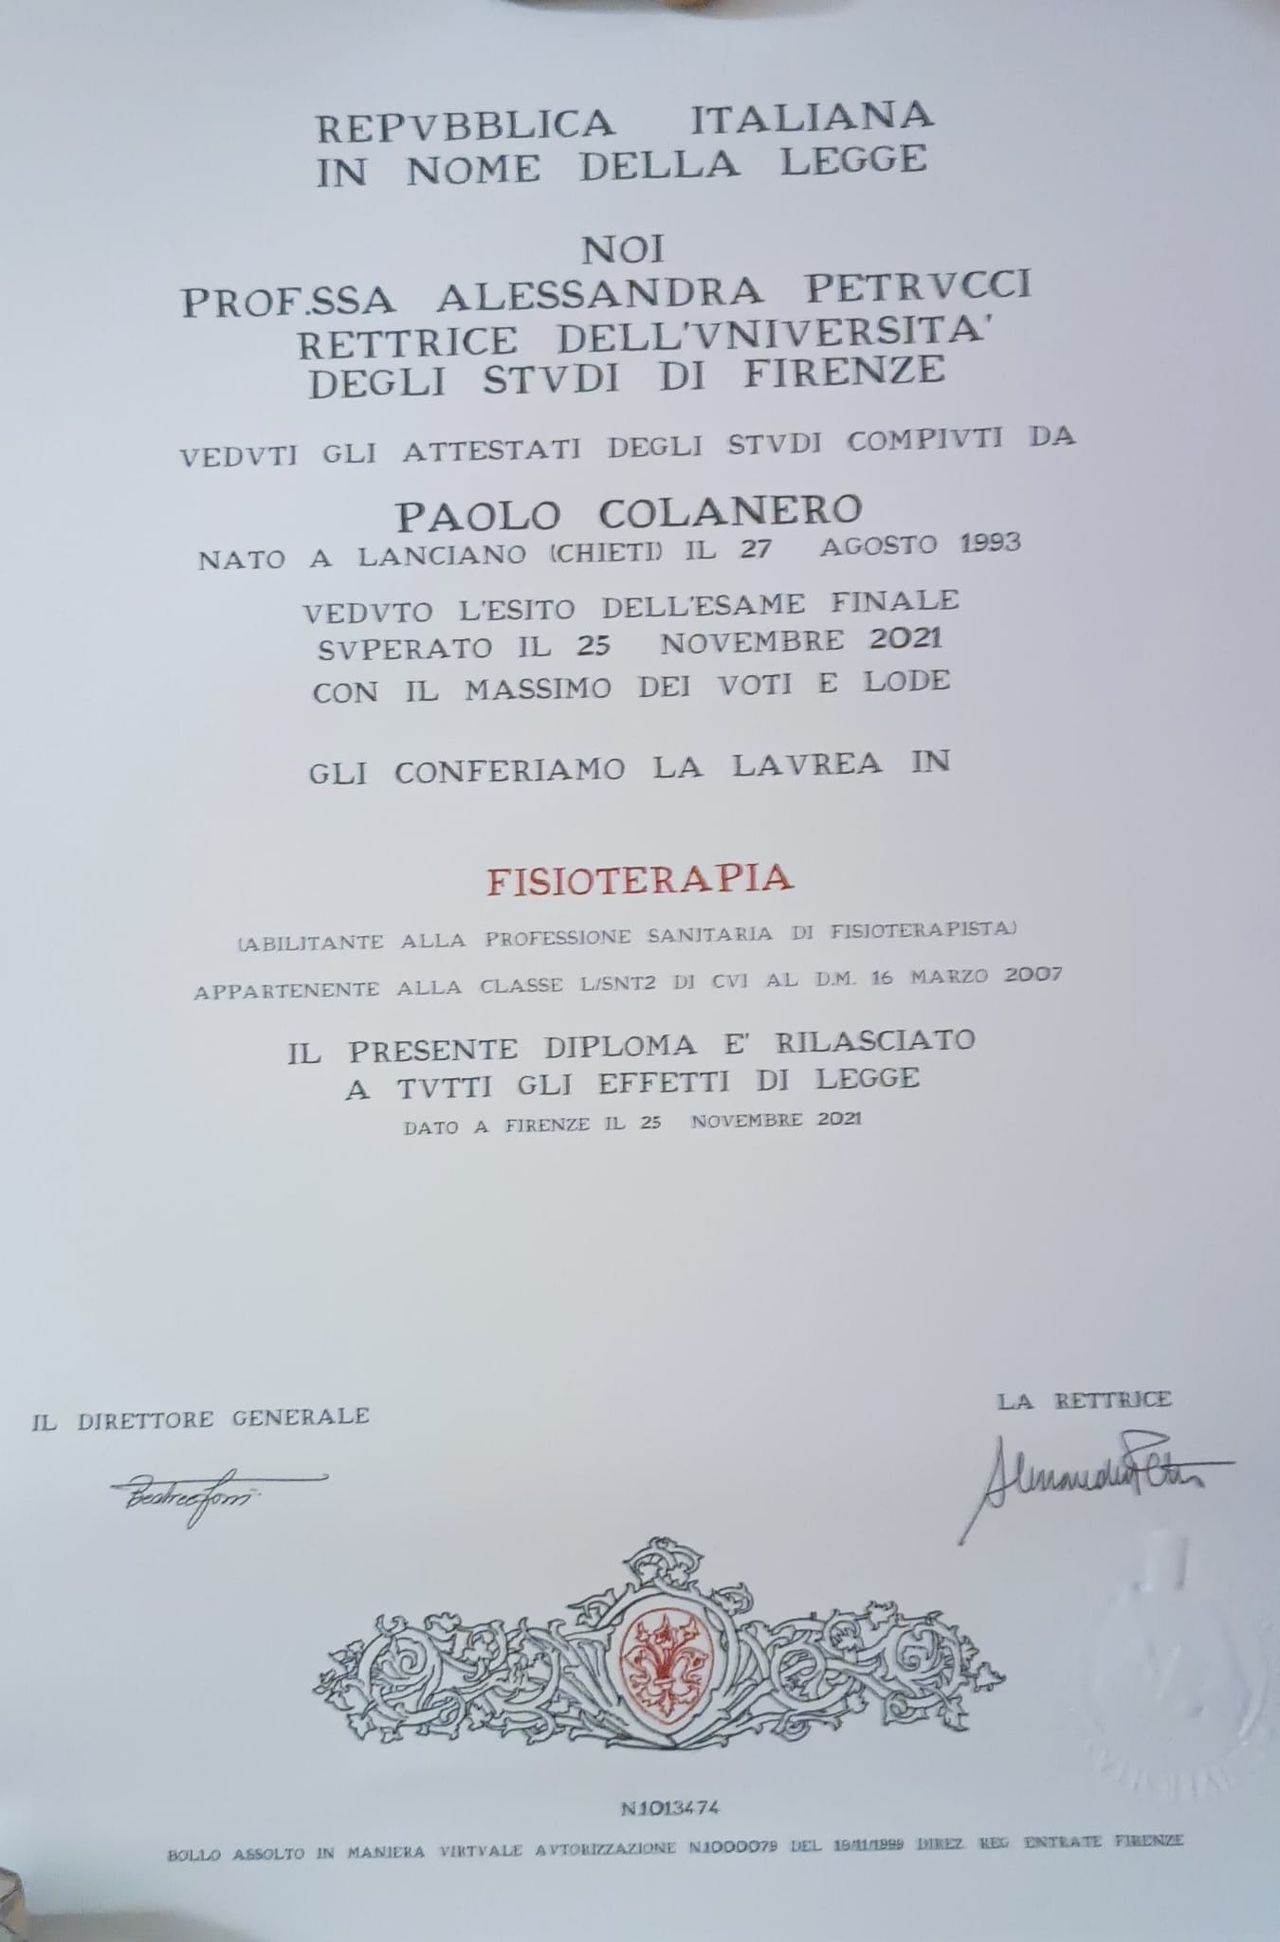 REPVBBLICA ITALIANA
IN NOME DELLA LEGGE
NOI
PROF.SSA ALESSANDRA PETRVCCI
RETTRICE DELL'VNIVERSITA'
DEGLI STVDI DI FIRENZE
VEDVTI GLI ATTESTATI DEGLI STVDI COMPIVTI DA
PAOLO COLANERO
NATO A LANCIANO (CHIETI) IL 27 AGOSTO 1993
VEDVTO L'ESITO DELL'ESAME FINALE
SVPERATO IL 25 NOVEMBRE 2021
CON IL MASSIMO DEI VOTI E LODE
GLI CONFERIAMO LA LAVREA IN
FISIOTERAPIA
(ABILITANTE ALLA PROFESSIONE SANITARIA DI FISIOTERAPISTA)
APPARTENENTE ALLA CLASSE L/SNT2 DI CVI AL D.M. 16 MARZO 2007
IL PRESENTE DIPLOMA E' RILASCIATO
A TVTTI GLI EFFETTI DI LEGGE
DATO A FIRENZE IL 25 NOVEMBRE 2021
IL DIRETTORE GENERALE
LA RETTRICE
N1013474
BOLLO ASSOLTO IN MANIERA VIRTVALE AVTORIZZAZIONE N.1000079 DEL 18/11/1999 DIREZ REG ENTRATE FIRENZE